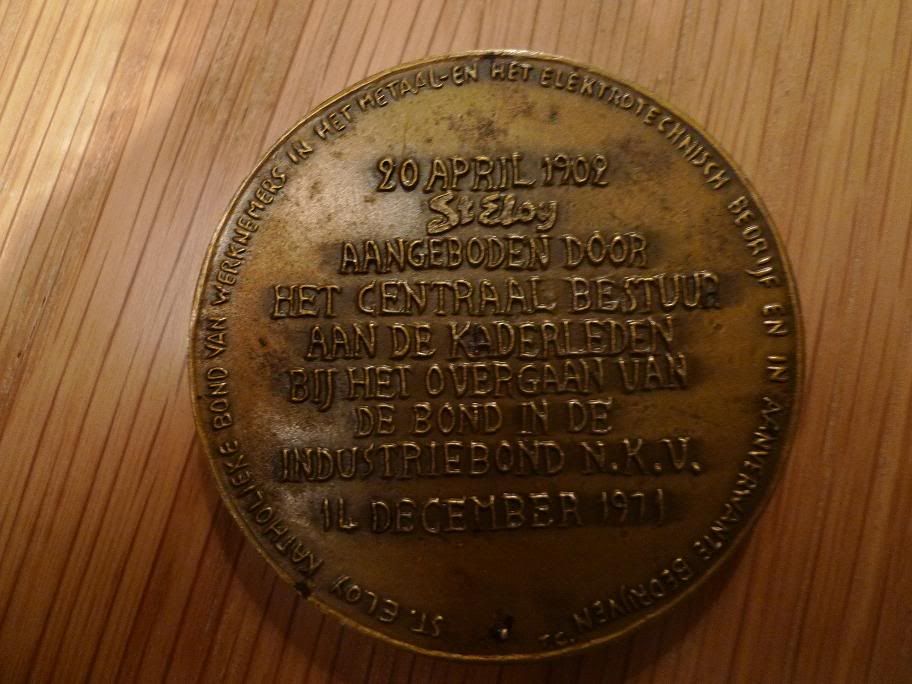 20 APRIL 1902
St Eloy
AANGEBODEN DOOR
HET CENTRAAL BESTUUR
AAN DE KADERLEDEN
BIJ HET OVERGAAN VAN
DE BOND IN DE
INDUSTRIEBOND N.K.V.
14 DECEMBER 1971
ST. ELOY KATHOLIEKE BOND VAN WERKNEMERS IN HET METAAL- EN HET ELEKTROTECHNISCH BEDRIJF EN IN AANVERWANTE BEDRIJVEN
T.C.